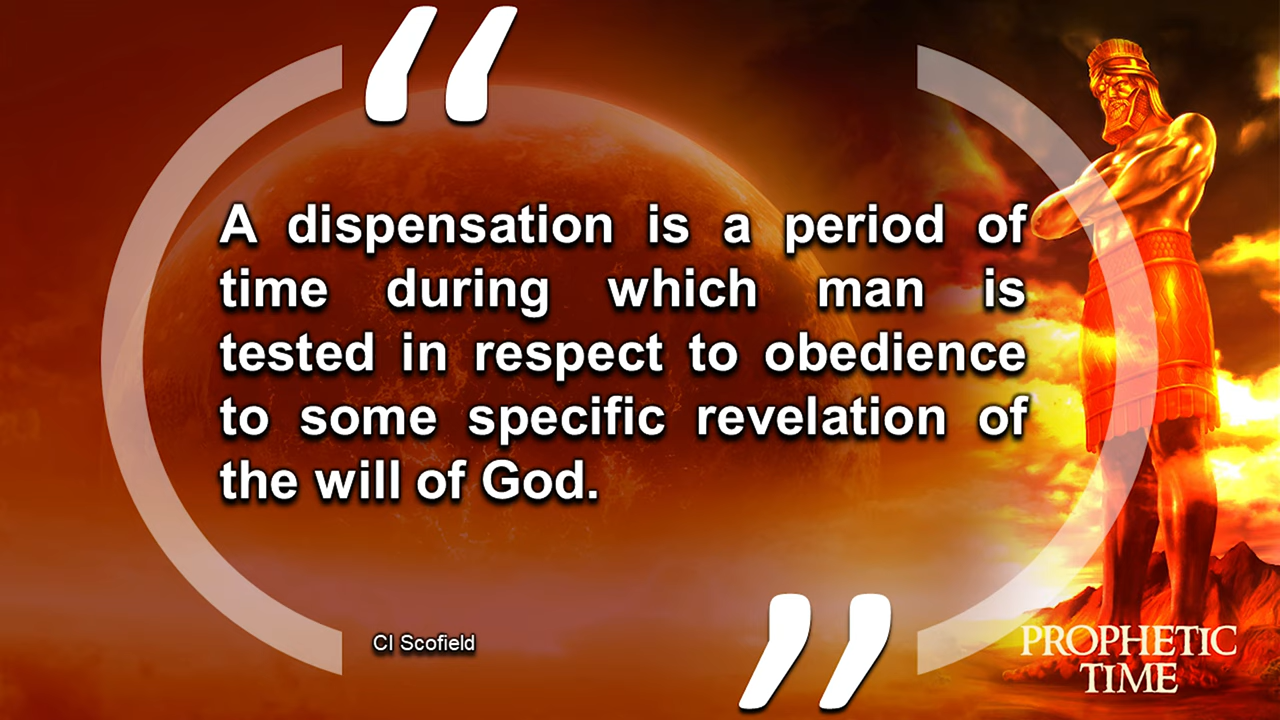 “
A dispensation is a period of
time during which man is
tested in respect to obedience
to some specific revelation of
the will of God.
”
CI Scofield
PROPHETIC
TIME